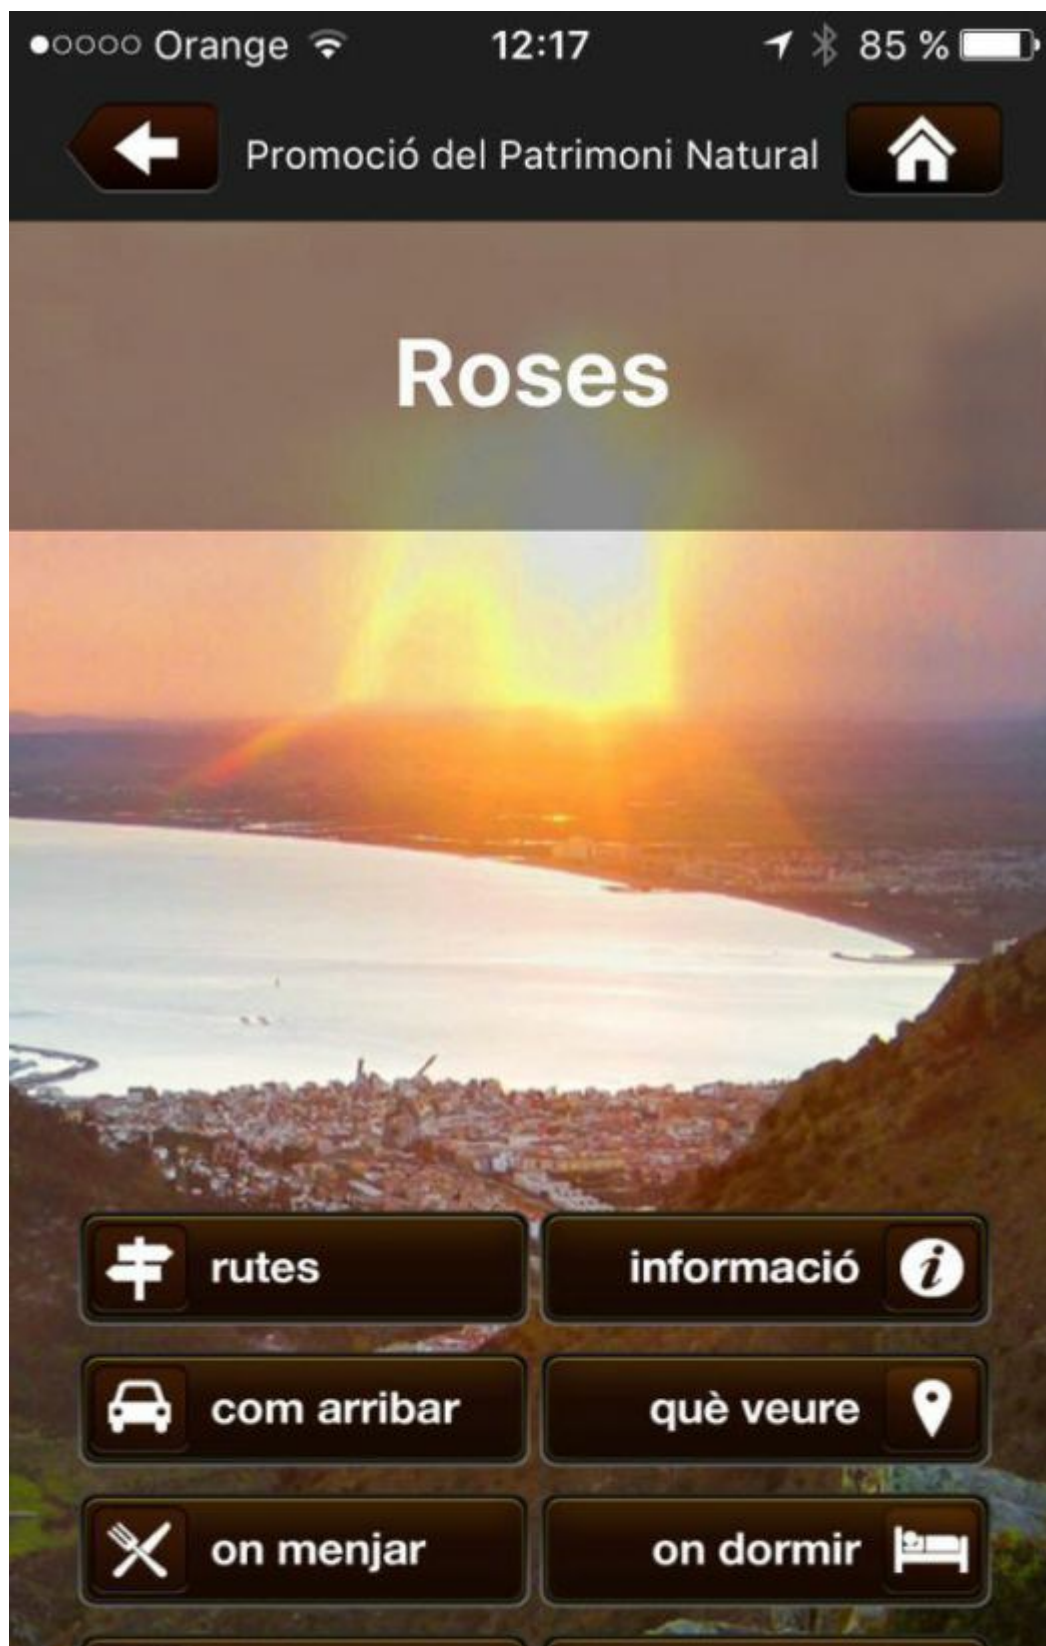 Orange 12:17 85 %
Promoció del Patrimoni Natural
Roses
rutes
informació
com arribar
què veure
on menjar
on dormir